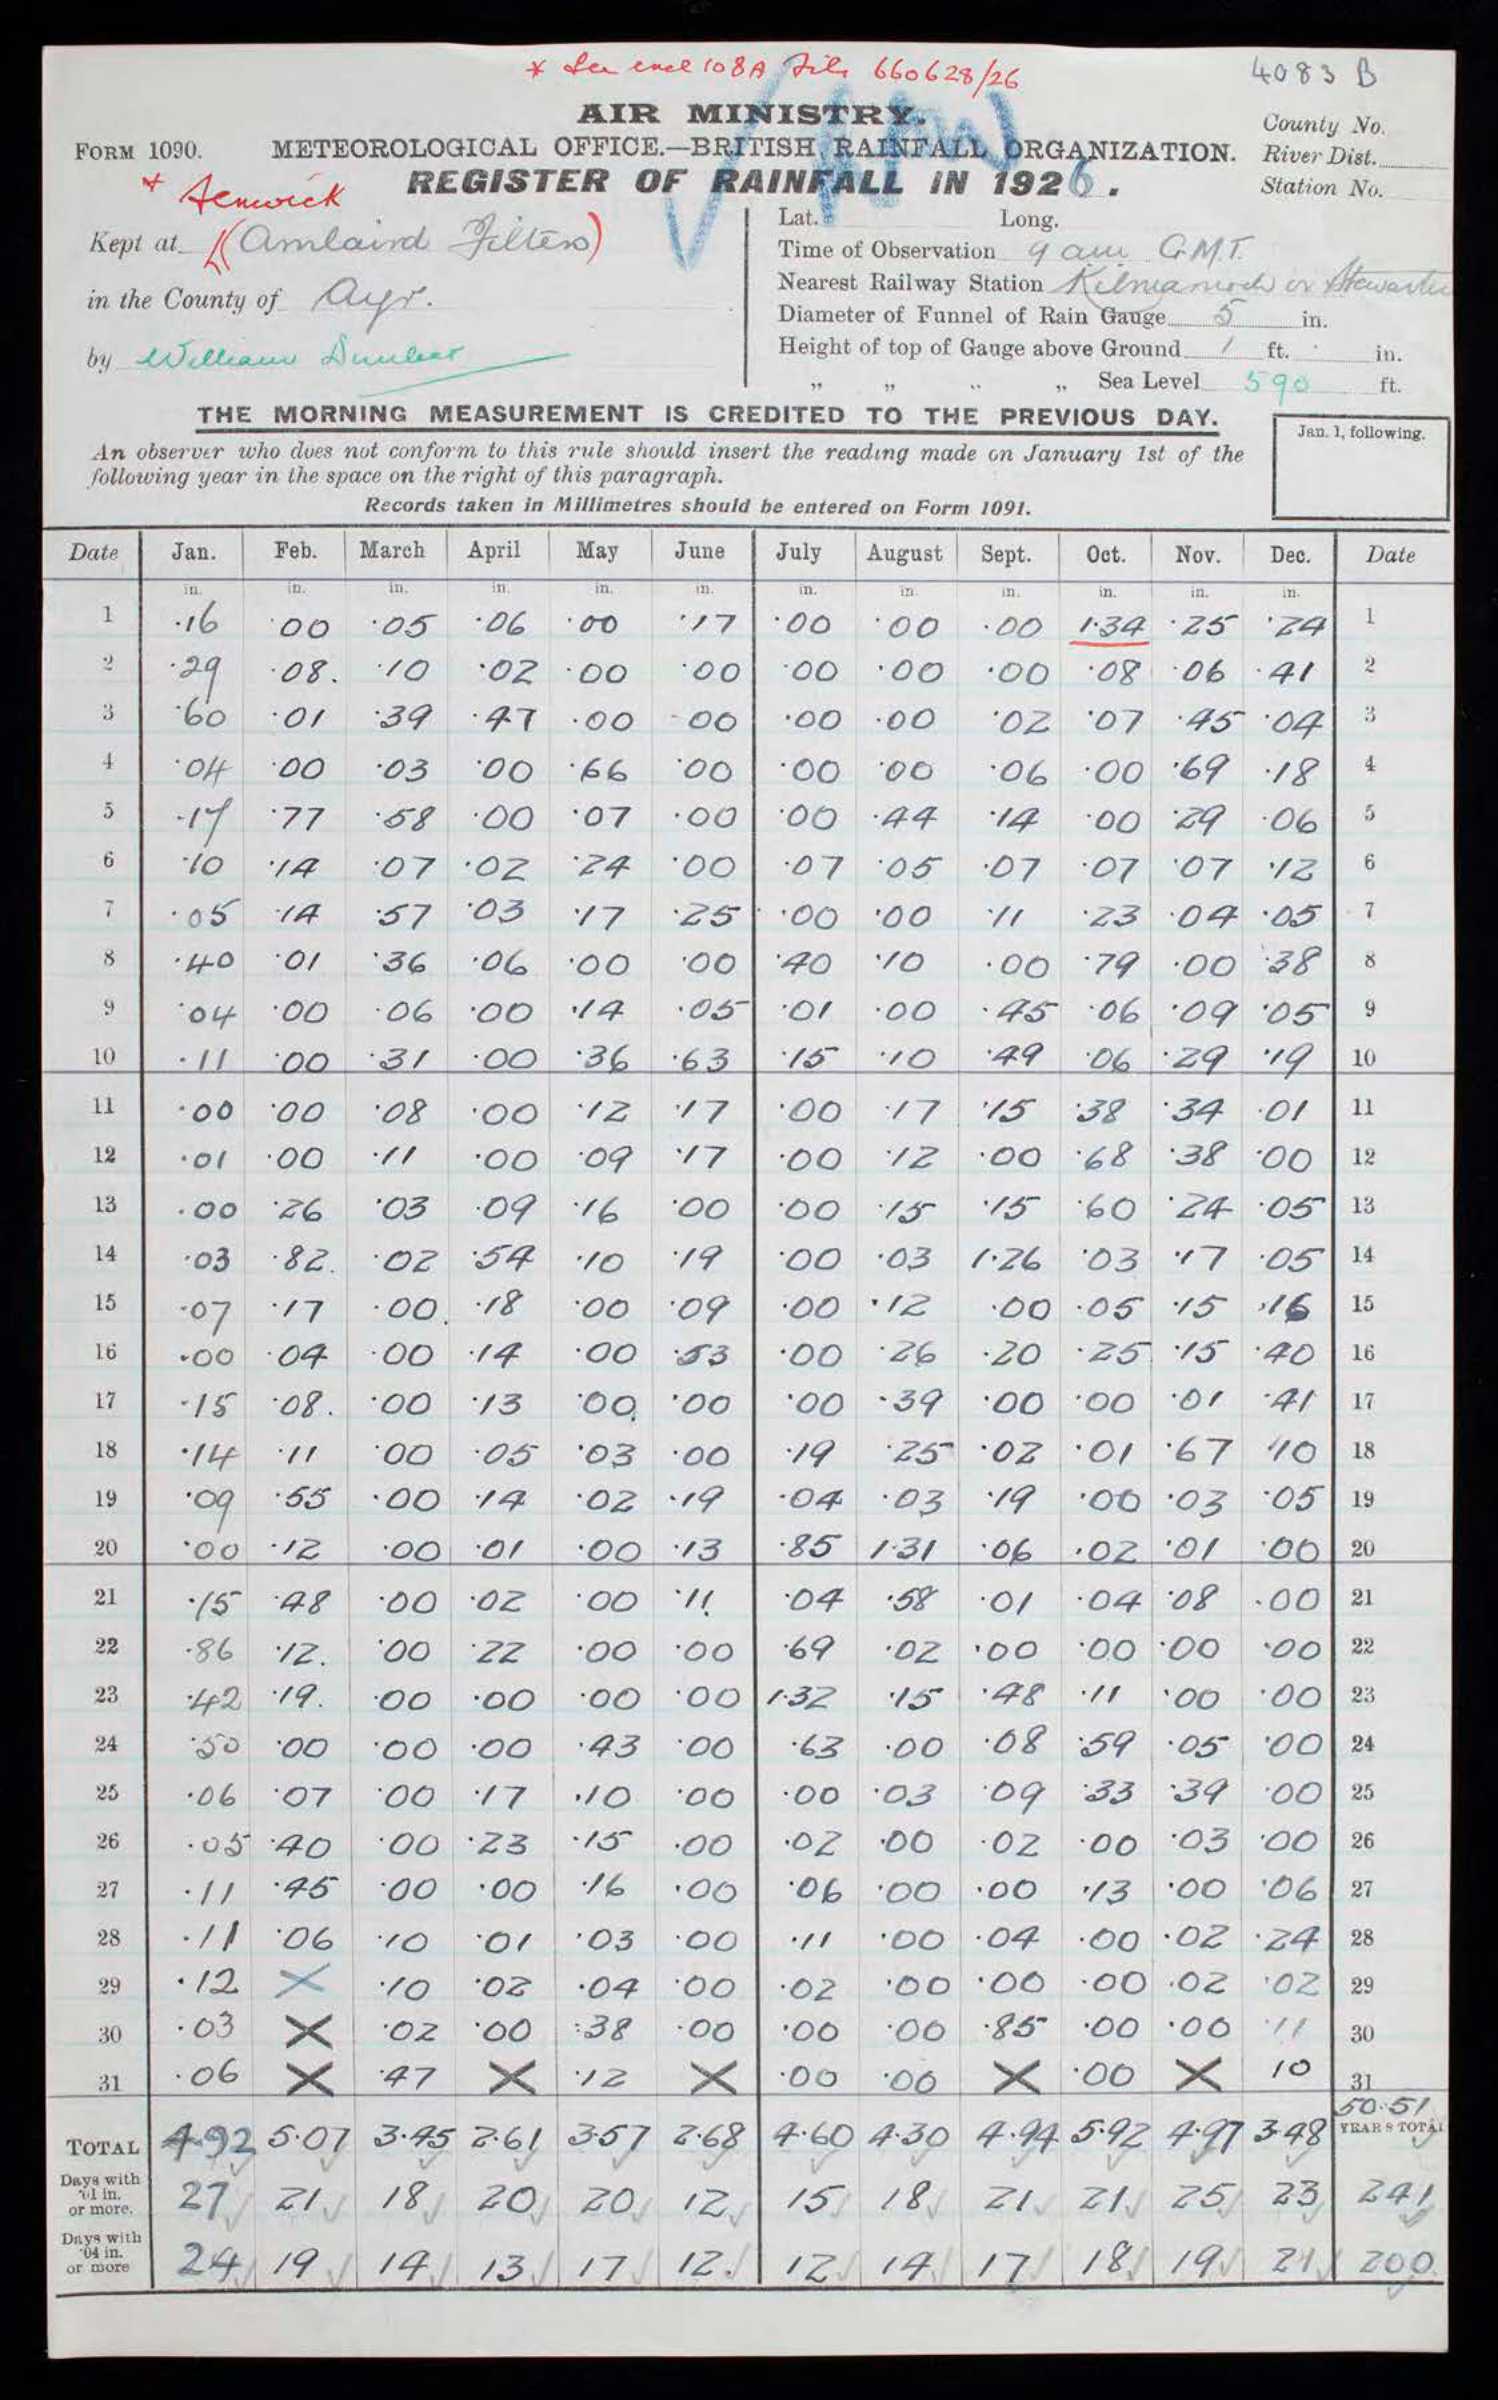 * See encl 108A File 660628/26
4083 B
AIR MINISTRY.
County No.
FORM 1090. METEOROLOGICAL OFFICE.—BRITISH RAINFALL ORGANIZATION. River Dist.
REGISTER OF RAINFALL IN 1926.
Station No.
+ Fenwick
Kept at (Amlaird Filters)
in the County of Ayr.
by William Dunbar
Lat. Long.
Time of Observation 9 am G.M.T.
Nearest Railway Station Kilmarnock or Stewarton
Diameter of Funnel of Rain Gauge 5 in.
Height of top of Gauge above Ground 1 ft. in.
" " " " Sea Level 590 ft.
THE MORNING MEASUREMENT IS CREDITED TO THE PREVIOUS DAY.
Jan. 1, following.
An observer who does not conform to this rule should insert the reading made on January 1st of the
following year in the space on the right of this paragraph.
Records taken in Millimetres should be entered on Form 1091.
Date Jan. Feb. March April May June July August Sept. Oct. Nov. Dec. Date
in. in. in. in. in. in. in. in. in. in. in. in.
1 ·16 ·00 ·05 ·06 ·00 ·17 ·00 ·00 ·00 1·34 ·25 ·24 1
2 ·29 ·08. ·10 ·02 ·00 ·00 ·00 ·00 ·00 ·08 ·06 ·41 2
3 ·60 ·01 ·39 ·47 ·00 ·00 ·00 ·00 ·02 ·07 ·45 ·04 3
4 ·04 ·00 ·03 ·00 ·66 ·00 ·00 ·00 ·06 ·00 ·69 ·18 4
5 ·17 ·77 ·58 ·00 ·07 ·00 ·00 ·44 ·14 ·00 ·29 ·06 5
6 ·10 ·14 ·07 ·02 ·24 ·00 ·07 ·05 ·07 ·07 ·07 ·12 6
7 ·05 ·14 ·57 ·03 ·17 ·25 ·00 ·00 ·11 ·23 ·04 ·05 7
8 ·40 ·01 ·36 ·06 ·00 ·00 ·40 ·10 ·00 ·79 ·00 ·38 8
9 ·04 ·00 ·06 ·00 ·14 ·05 ·01 ·00 ·45 ·06 ·09 ·05 9
10 ·11 ·00 ·31 ·00 ·36 ·63 ·15 ·10 ·49 ·06 ·29 ·19 10
11 ·00 ·00 ·08 ·00 ·12 ·17 ·00 ·17 ·15 ·38 ·34 ·01 11
12 ·01 ·00 ·11 ·00 ·09 ·17 ·00 ·12 ·00 ·68 ·38 ·00 12
13 ·00 ·26 ·03 ·09 ·16 ·00 ·00 ·15 ·15 ·60 ·24 ·05 13
14 ·03 ·82. ·02 ·54 ·10 ·19 ·00 ·03 1·26 ·03 ·17 ·05 14
15 ·07 ·17 ·00. ·18 ·00 ·09 ·00 ·12 ·00 ·05 ·15 ·16 15
16 ·00 ·04 ·00 ·14 ·00 ·53 ·00 ·26 ·20 ·25 ·15 ·40 16
17 ·15 ·08. ·00 ·13 ·00. ·00 ·00 ·39 ·00 ·00 ·01 ·41 17
18 ·14 ·11 ·00 ·05 ·03 ·00 ·19 ·25 ·02 ·01 ·67 ·10 18
19 ·09 ·55 ·00 ·14 ·02 ·19 ·04 ·03 ·19 ·00 ·03 ·05 19
20 ·00 ·12 ·00 ·01 ·00 ·13 ·85 1·31 ·06 ·02 ·01 ·00 20
21 ·15 ·48 ·00 ·02 ·00 ·11. ·04 ·58 ·01 ·04 ·08 ·00 21
22 ·86 ·12. ·00 ·22 ·00 ·00 ·69 ·02 ·00 ·00 ·00 ·00 22
23 ·42 ·19. ·00 ·00 ·00 ·00 1·32 ·15 ·48 ·11 ·00 ·00 23
24 ·50 ·00 ·00 ·00 ·43 ·00 ·63 ·00 ·08 ·59 ·05 ·00 24
25 ·06 ·07 ·00 ·17 ·10 ·00 ·00 ·03 ·09 ·33 ·39 ·00 25
26 ·05 ·40 ·00 ·23 ·15 ·00 ·02 ·00 ·02 ·00 ·03 ·00 26
27 ·11 ·45 ·00 ·00 ·16 ·00 ·06 ·00 ·00 ·13 ·00 ·06 27
28 ·11 ·06 ·10 ·01 ·03 ·00 ·11 ·00 ·04 ·00 ·02 ·24 28
29 ·12 X ·10 ·02 ·04 ·00 ·02 ·00 ·00 ·00 ·02 ·02 29
30 ·03 X ·02 ·00 ·38 ·00 ·00 ·00 ·85 ·00 ·00 ·11 30
31 ·06 X ·47 X ·12 X ·00 ·00 X ·00 X 10 31
50·51
TOTAL 4·92 5·07 3·45 2·61 3·57 2·68 4·60 4·30 4·94 5·92 4·97 3·48 YEAR'S TOTAL
Days with ·01 in. or more. 27 21 18 20 20 12 15 18 21 21 25 23 241
Days with ·04 in. or more 24 19 14 13 17 12. 12 14 17 18 19 21 200